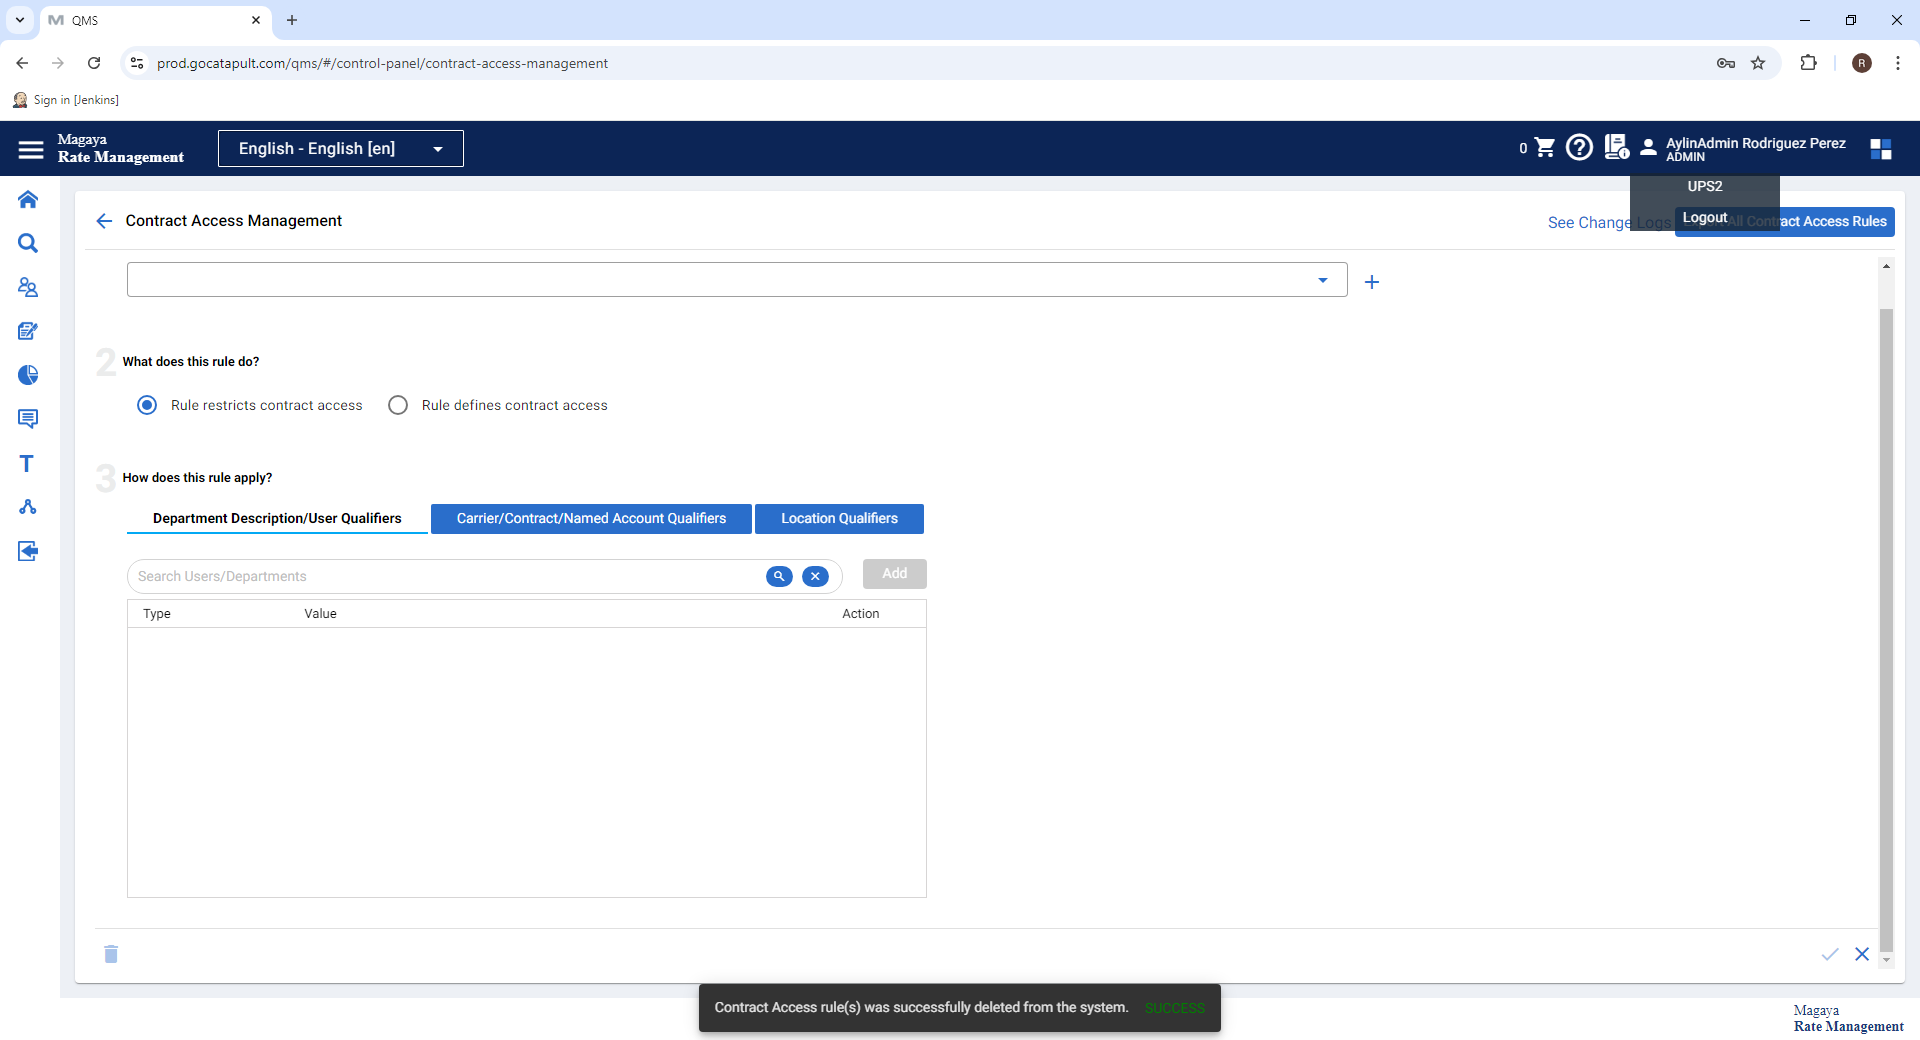 QMS
prod.gocatapult.com/qms/#/control-panel/contract-access-management
R
Sign in [Jenkins]
Magaya
Rate Management
English - English [en]
0
AylinAdmin Rodriguez Perez
ADMIN
UPS2
Logout
Contract Access Management
See Change Logs
Export All Contract Access Rules
2
What does this rule do?
Rule restricts contract access
Rule defines contract access
3
How does this rule apply?
Department Description/User Qualifiers
Carrier/Contract/Named Account Qualifiers
Location Qualifiers
Search Users/Departments
Add
Type
Value
Action
Contract Access rule(s) was successfully deleted from the system.
SUCCESS
Magaya
Rate Management